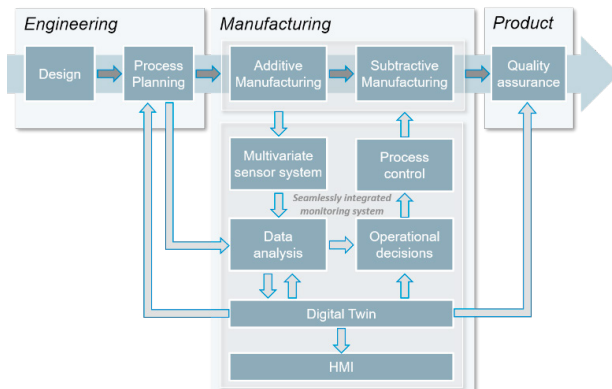 Engineering
Manufacturing
Product
Design
Process
Planning
Additive
Manufacturing
Subtractive
Manufacturing
Quality
assurance
Multivariate
sensor system
Process
control
Seamlessly integrated
monitoring system
Data
analysis
Operational
decisions
Digital Twin
HMI